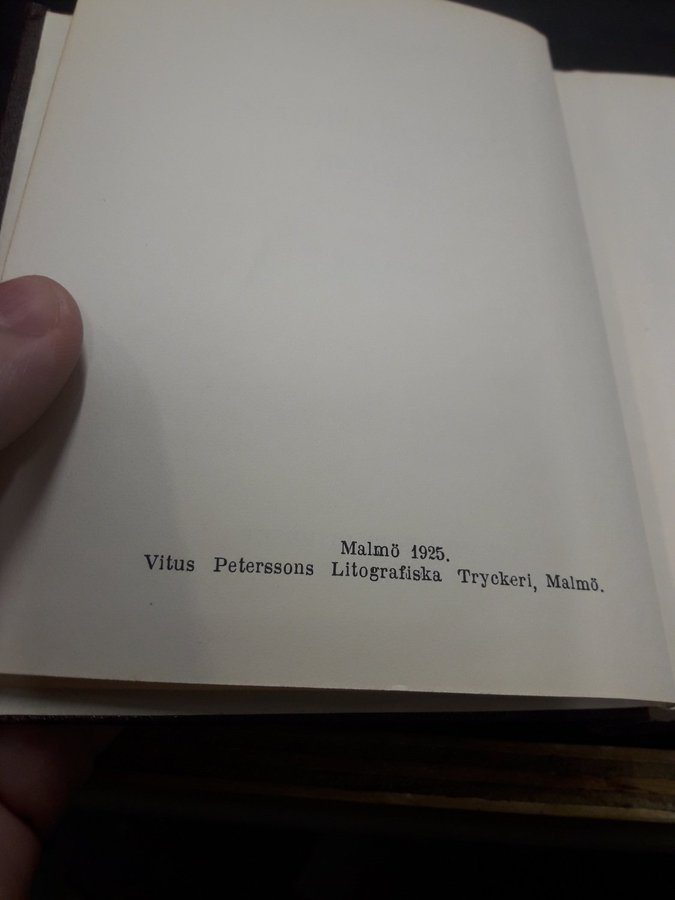 Malmö 1925.
Vitus Peterssons Litografiska Tryckeri, Malmö.